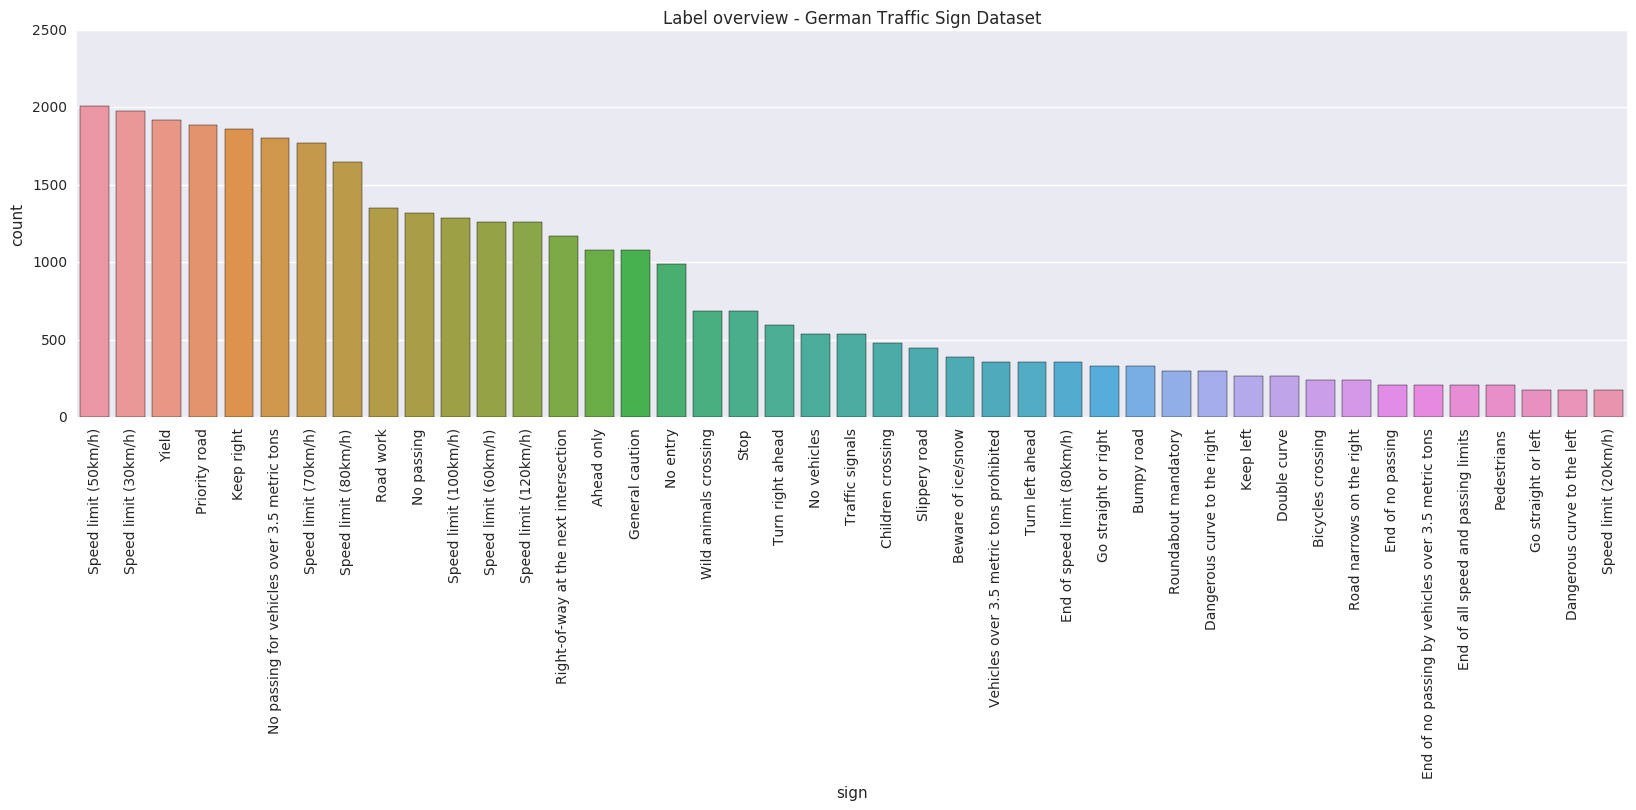 Label overview - German Traffic Sign Dataset
2500
2000
1500
1000
500
0
count
Speed limit (50km/h)
Speed limit (30km/h)
Yield
Priority road
Keep right
No passing for vehicles over 3.5 metric tons
Speed limit (70km/h)
Speed limit (80km/h)
Road work
No passing
Speed limit (100km/h)
Speed limit (60km/h)
Speed limit (120km/h)
Right-of-way at the next intersection
Ahead only
General caution
No entry
Wild animals crossing
Stop
Turn right ahead
No vehicles
Traffic signals
Children crossing
Slippery road
Beware of ice/snow
Vehicles over 3.5 metric tons prohibited
Turn left ahead
End of speed limit (80km/h)
Go straight or right
Bumpy road
Roundabout mandatory
Dangerous curve to the right
Keep left
Double curve
Bicycles crossing
Road narrows on the right
End of no passing
End of no passing by vehicles over 3.5 metric tons
End of all speed and passing limits
Pedestrians
Go straight or left
Dangerous curve to the left
Speed limit (20km/h)
sign